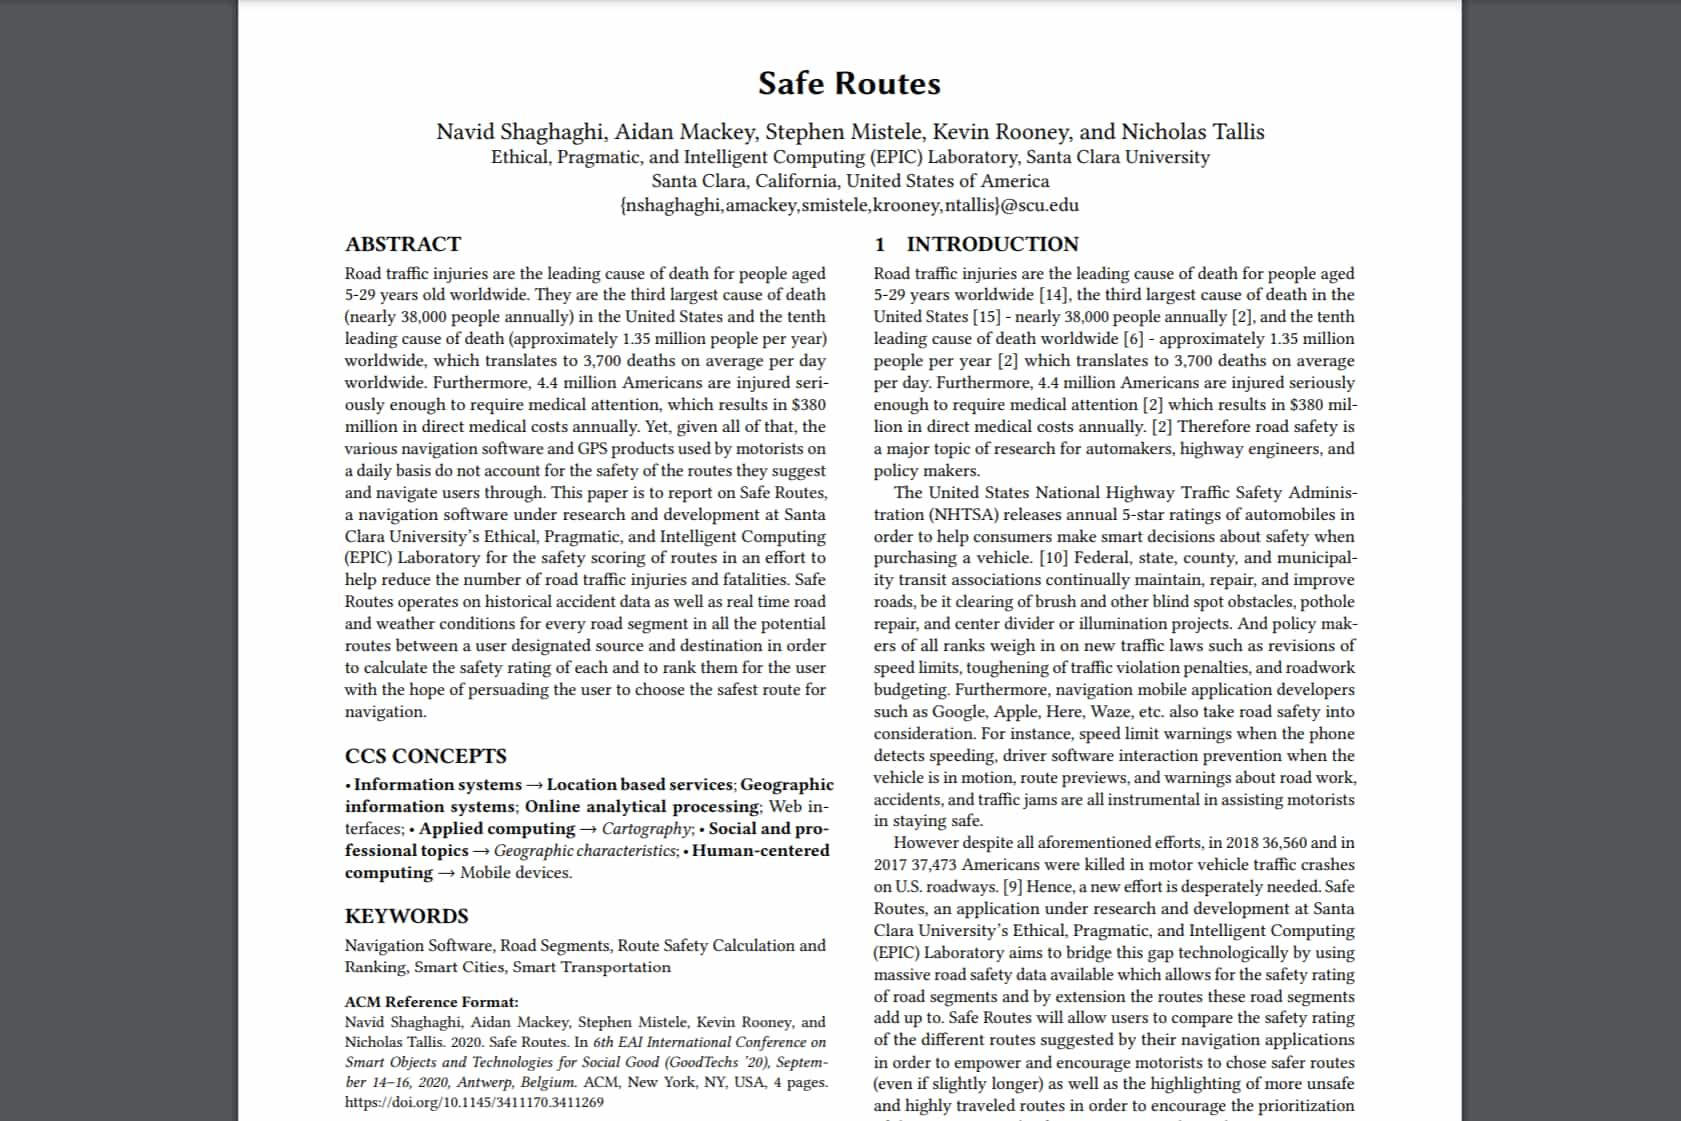 Safe Routes
Navid Shaghaghi, Aidan Mackey, Stephen Mistele, Kevin Rooney, and Nicholas Tallis
Ethical, Pragmatic, and Intelligent Computing (EPIC) Laboratory, Santa Clara University
Santa Clara, California, United States of America
{nshaghaghi,amackey,smistele,krooney,ntallis}@scu.edu
ABSTRACT
Road traffic injuries are the leading cause of death for people aged
5-29 years old worldwide. They are the third largest cause of death
(nearly 38,000 people annually) in the United States and the tenth
leading cause of death (approximately 1.35 million people per year)
worldwide, which translates to 3,700 deaths on average per day
worldwide. Furthermore, 4.4 million Americans are injured seri-
ously enough to require medical attention, which results in $380
million in direct medical costs annually. Yet, given all of that, the
various navigation software and GPS products used by motorists on
a daily basis do not account for the safety of the routes they suggest
and navigate users through. This paper is to report on Safe Routes,
a navigation software under research and development at Santa
Clara University's Ethical, Pragmatic, and Intelligent Computing
(EPIC) Laboratory for the safety scoring of routes in an effort to
help reduce the number of road traffic injuries and fatalities. Safe
Routes operates on historical accident data as well as real time road
and weather conditions for every road segment in all the potential
routes between a user designated source and destination in order
to calculate the safety rating of each and to rank them for the user
with the hope of persuading the user to choose the safest route for
navigation.
CCS CONCEPTS
• Information systems → Location based services; Geographic
information systems; Online analytical processing; Web in-
terfaces; • Applied computing → Cartography; • Social and pro-
fessional topics → Geographic characteristics; • Human-centered
computing → Mobile devices.
KEYWORDS
Navigation Software, Road Segments, Route Safety Calculation and
Ranking, Smart Cities, Smart Transportation
ACM Reference Format:
Navid Shaghaghi, Aidan Mackey, Stephen Mistele, Kevin Rooney, and
Nicholas Tallis. 2020. Safe Routes. In 6th EAI International Conference on
Smart Objects and Technologies for Social Good (GoodTechs '20), Septem-
ber 14–16, 2020, Antwerp, Belgium. ACM, New York, NY, USA, 4 pages.
https://doi.org/10.1145/3411170.3411269
1 INTRODUCTION
Road traffic injuries are the leading cause of death for people aged
5-29 years worldwide [14], the third largest cause of death in the
United States [15] - nearly 38,000 people annually [2], and the tenth
leading cause of death worldwide [6] - approximately 1.35 million
people per year [2] which translates to 3,700 deaths on average
per day. Furthermore, 4.4 million Americans are injured seriously
enough to require medical attention [2] which results in $380 mil-
lion in direct medical costs annually. [2] Therefore road safety is
a major topic of research for automakers, highway engineers, and
policy makers.
The United States National Highway Traffic Safety Adminis-
tration (NHTSA) releases annual 5-star ratings of automobiles in
order to help consumers make smart decisions about safety when
purchasing a vehicle. [10] Federal, state, county, and municipal-
ity transit associations continually maintain, repair, and improve
roads, be it clearing of brush and other blind spot obstacles, pothole
repair, and center divider or illumination projects. And policy mak-
ers of all ranks weigh in on new traffic laws such as revisions of
speed limits, toughening of traffic violation penalties, and roadwork
budgeting. Furthermore, navigation mobile application developers
such as Google, Apple, Here, Waze, etc. also take road safety into
consideration. For instance, speed limit warnings when the phone
detects speeding, driver software interaction prevention when the
vehicle is in motion, route previews, and warnings about road work,
accidents, and traffic jams are all instrumental in assisting motorists
in staying safe.
However despite all aforementioned efforts, in 2018 36,560 and in
2017 37,473 Americans were killed in motor vehicle traffic crashes
on U.S. roadways. [9] Hence, a new effort is desperately needed. Safe
Routes, an application under research and development at Santa
Clara University's Ethical, Pragmatic, and Intelligent Computing
(EPIC) Laboratory aims to bridge this gap technologically by using
massive road safety data available which allows for the safety rating
of road segments and by extension the routes these road segments
add up to. Safe Routes will allow users to compare the safety rating
of the different routes suggested by their navigation applications
in order to empower and encourage motorists to chose safer routes
(even if slightly longer) as well as the highlighting of more unsafe
and highly traveled routes in order to encourage the prioritization